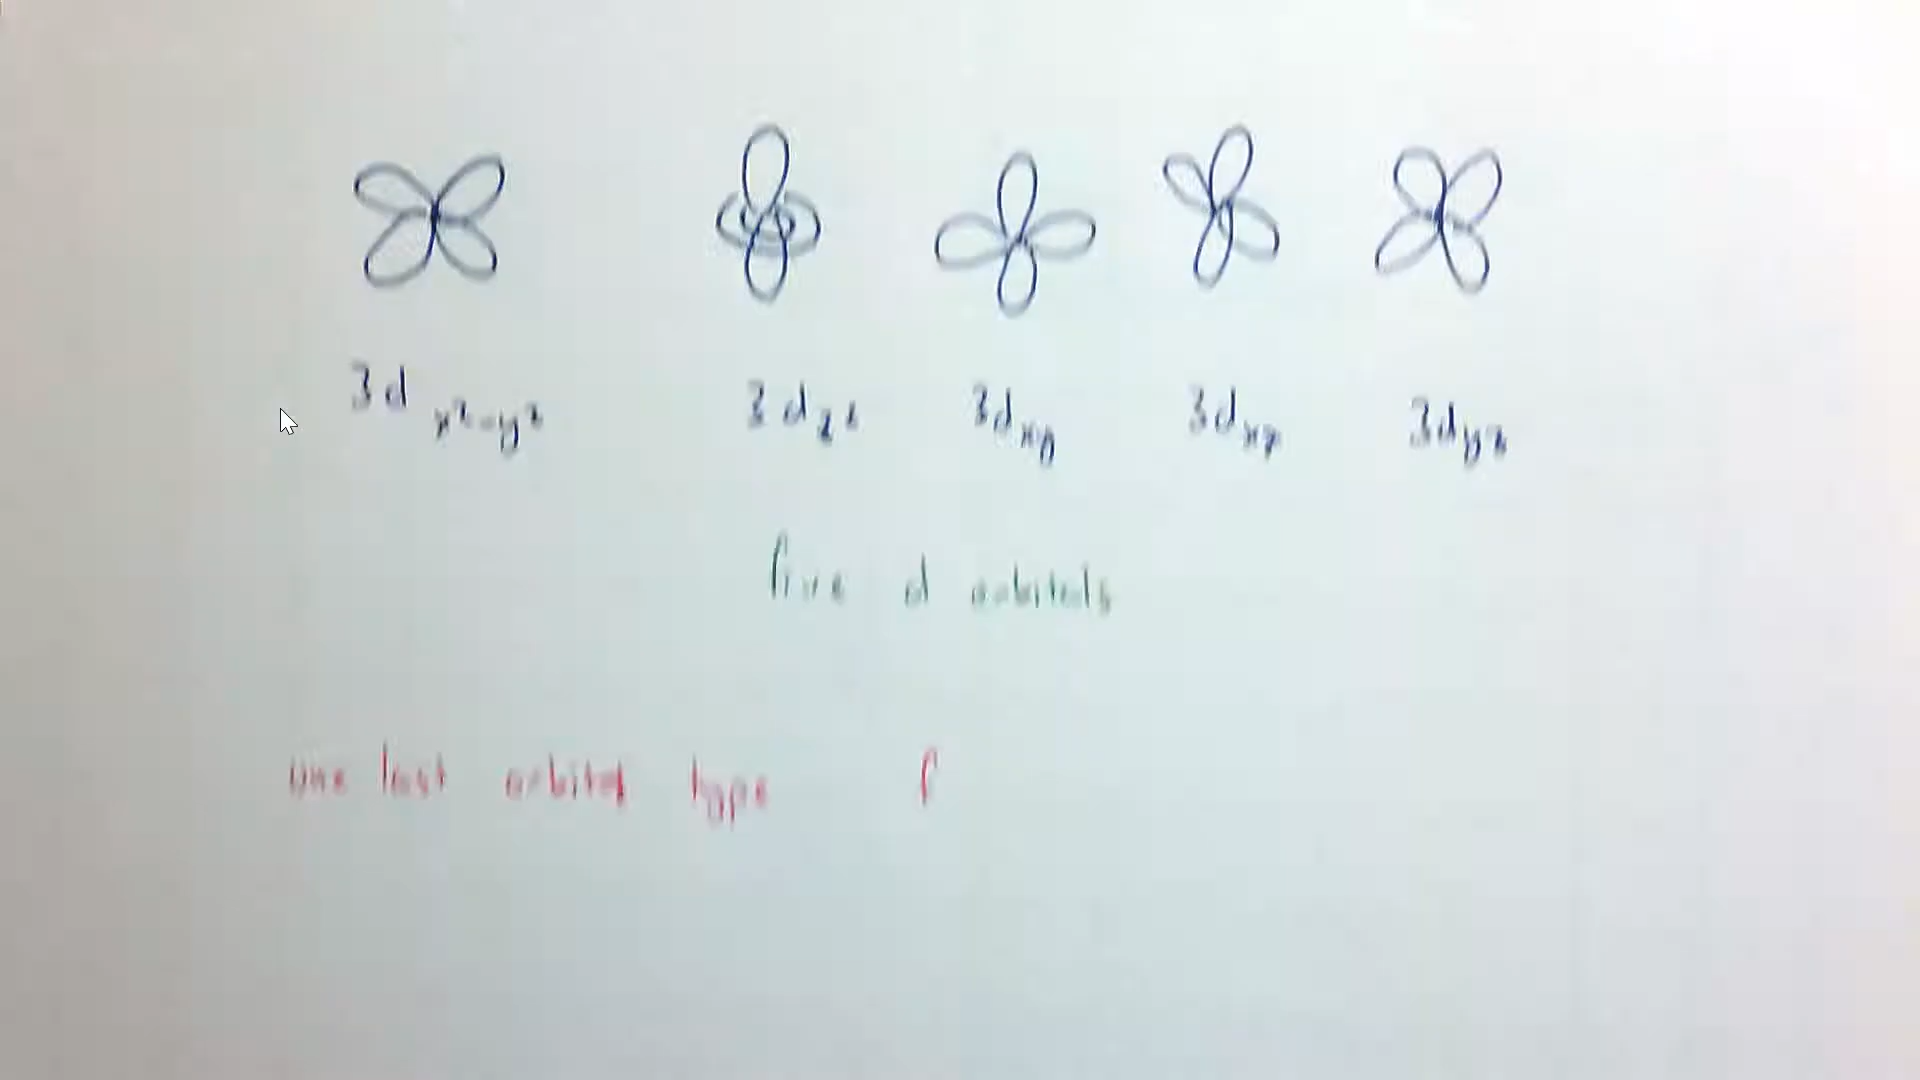 3d x²-y² 3d z² 3d xy 3d xz 3d yz
five d orbitals
one last orbital type f